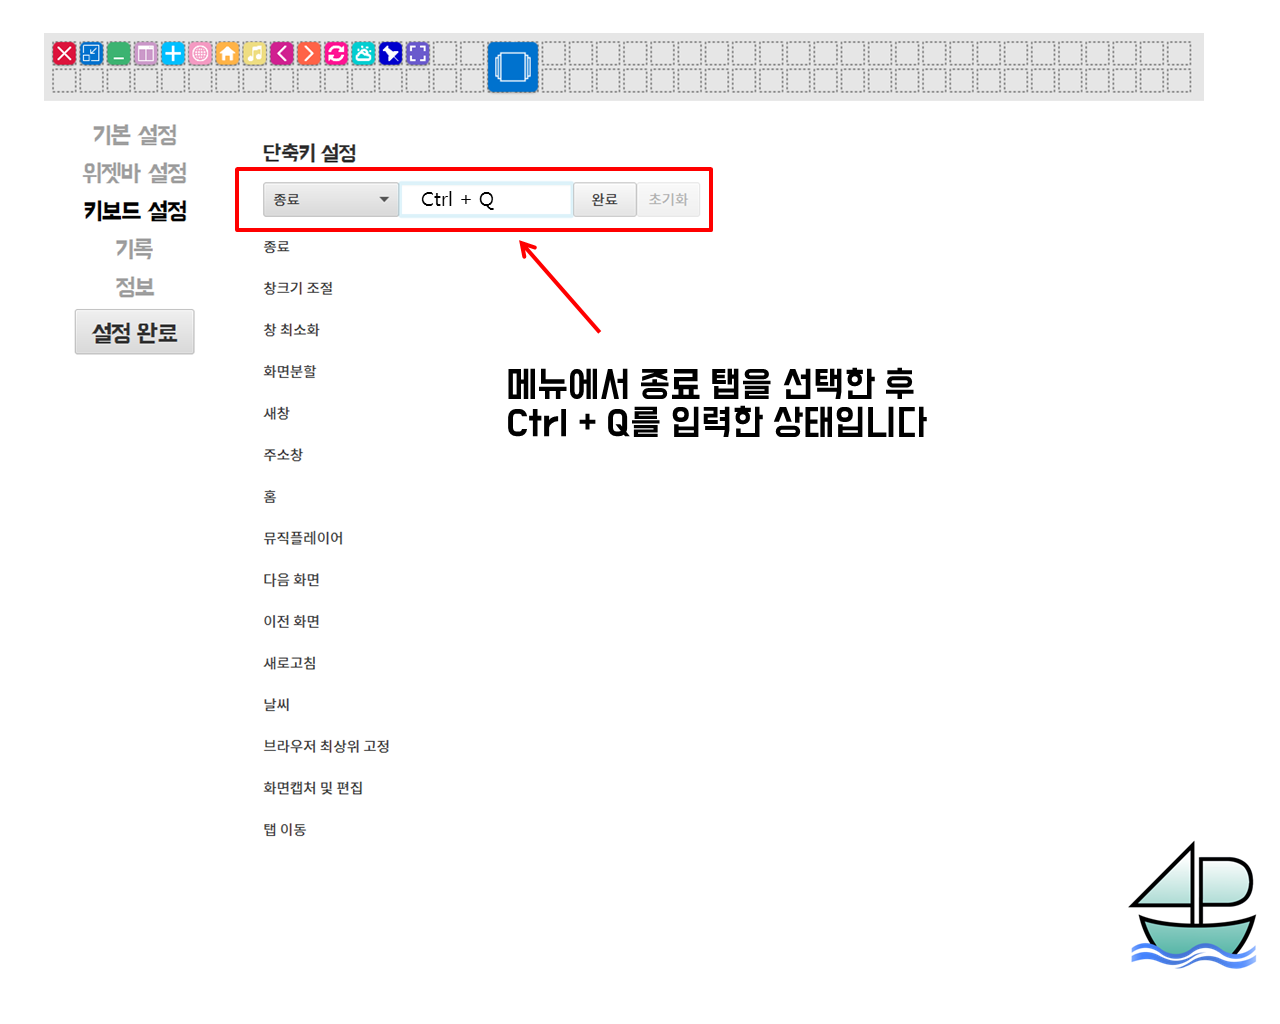 기본 설정
위젯바 설정
키보드 설정
기록
정보
설정 완료
단축키 설정
종료 Ctrl + Q 완료 초기화
종료
창크기 조절
창 최소화
화면분할
새창
주소창
홈
뮤직플레이어
다음 화면
이전 화면
새로고침
날씨
브라우저 최상위 고정
화면캡처 및 편집
탭 이동
메뉴에서 종료 탭을 선택한 후
Ctrl + Q를 입력한 상태입니다